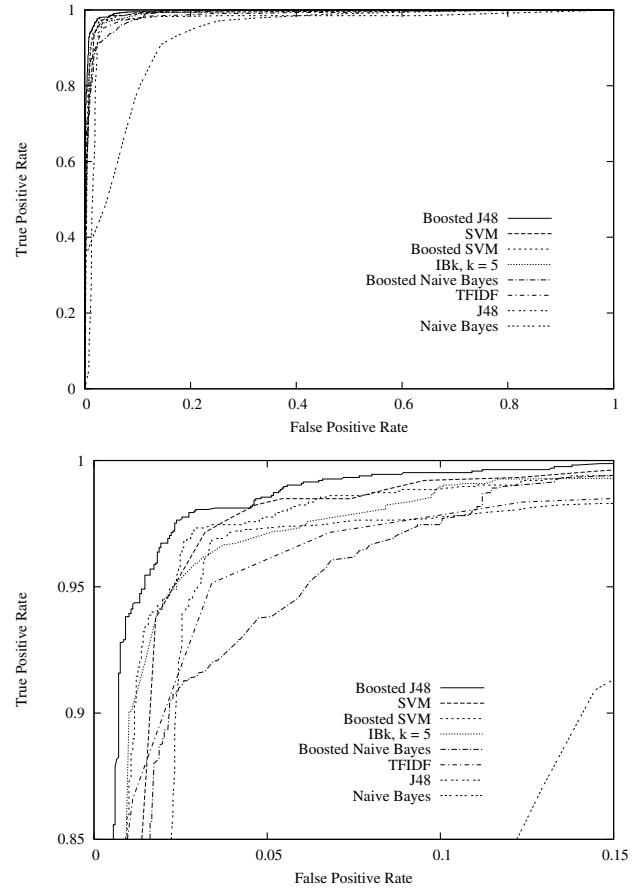 1
0.8
0.6
0.4
0.2
0
True Positive Rate
Boosted J48
SVM
Boosted SVM
IBk, k = 5
Boosted Naive Bayes
TFIDF
J48
Naive Bayes
0 0.2 0.4 0.6 0.8 1
False Positive Rate
1
0.95
0.9
0.85
True Positive Rate
Boosted J48
SVM
Boosted SVM
IBk, k = 5
Boosted Naive Bayes
TFIDF
J48
Naive Bayes
0 0.05 0.1 0.15
False Positive Rate